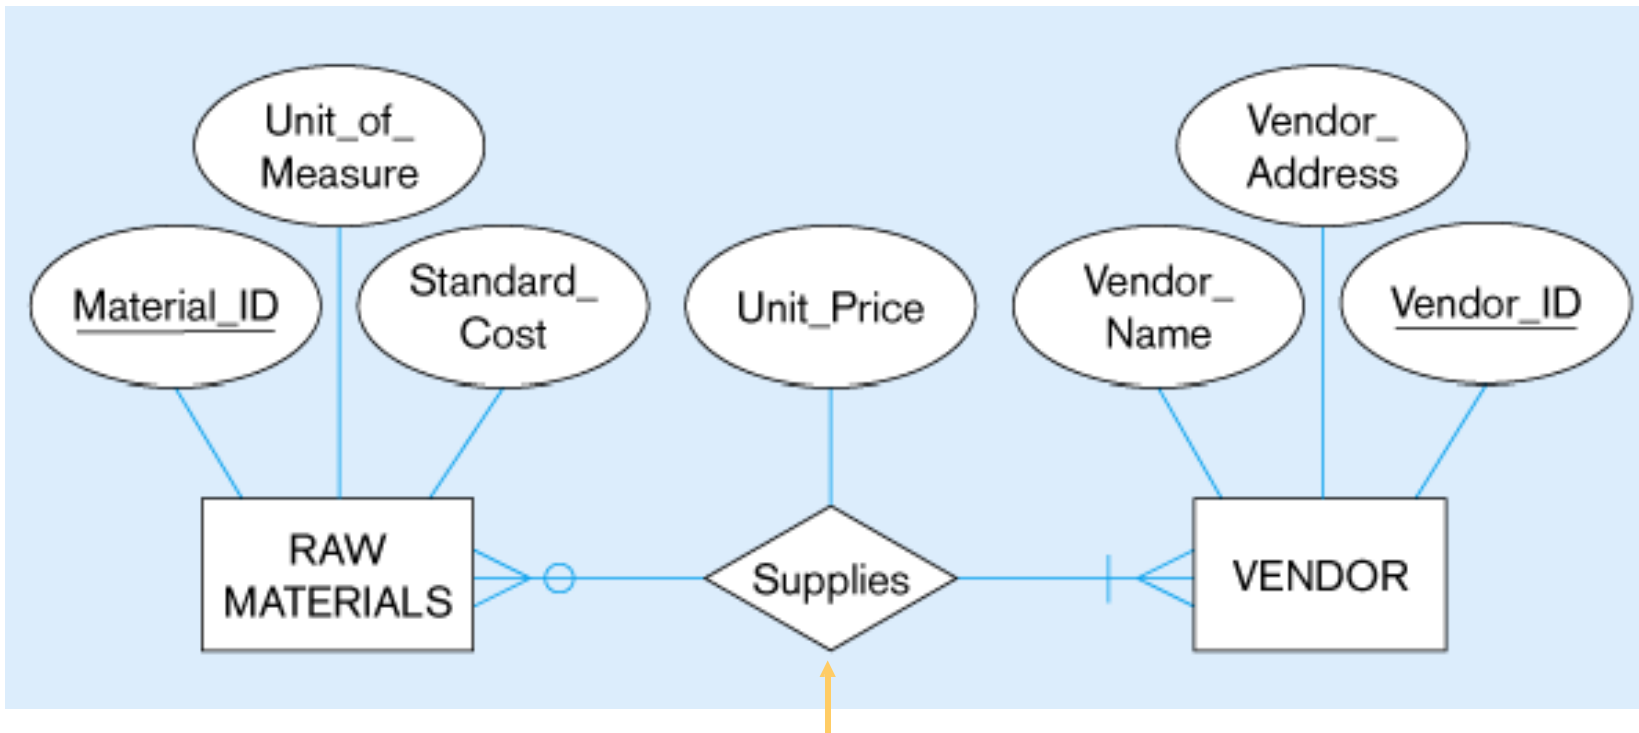 Unit_of_
Measure
Vendor_
Address
Material_ID
Standard_
Cost
Unit_Price
Vendor_
Name
Vendor_ID
RAW
MATERIALS
Supplies
VENDOR